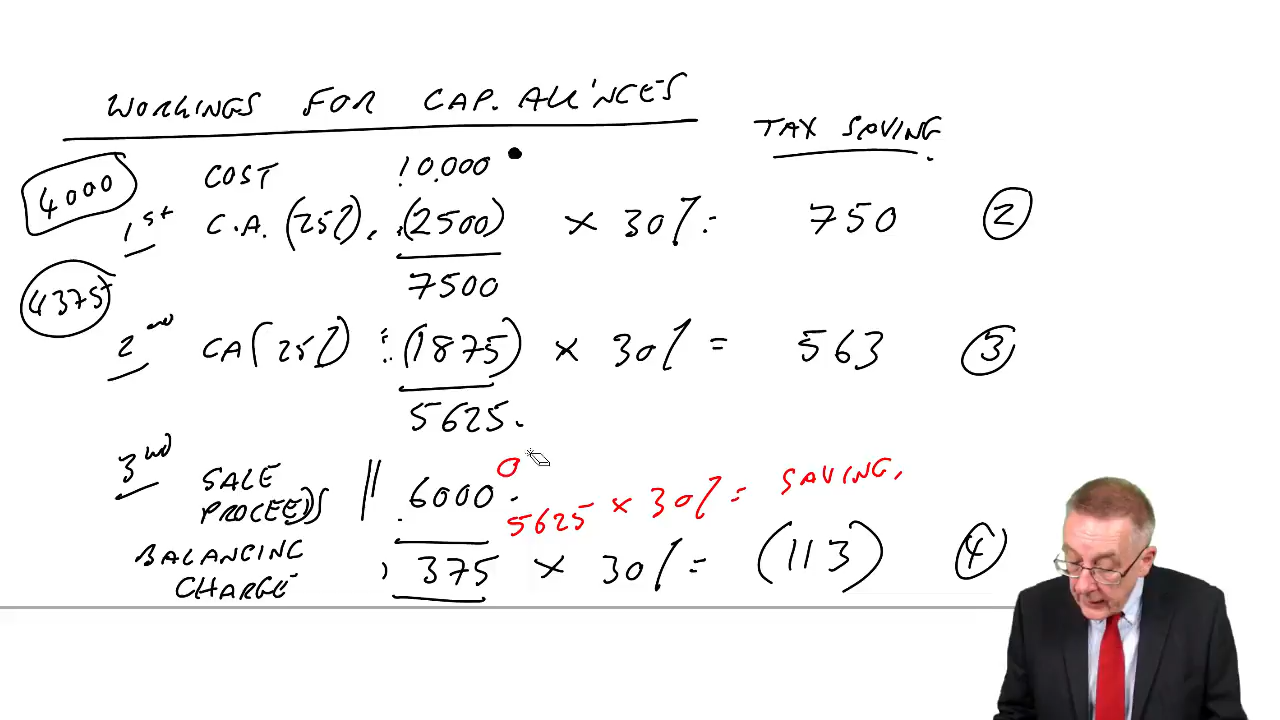 WORKINGS FOR CAP. ALL'NCES
TAX SAVING
4000
COST 10,000
1st C.A. (25%) (2500) × 30% = 750 ②
7500
4375
2nd CA (25%) (1875) × 30% = 563 ③
5625
3rd SALE PROCEEDS 6000
0
5625 × 30% = SAVING
BALANCING CHARGE 375 × 30% = (113) ④